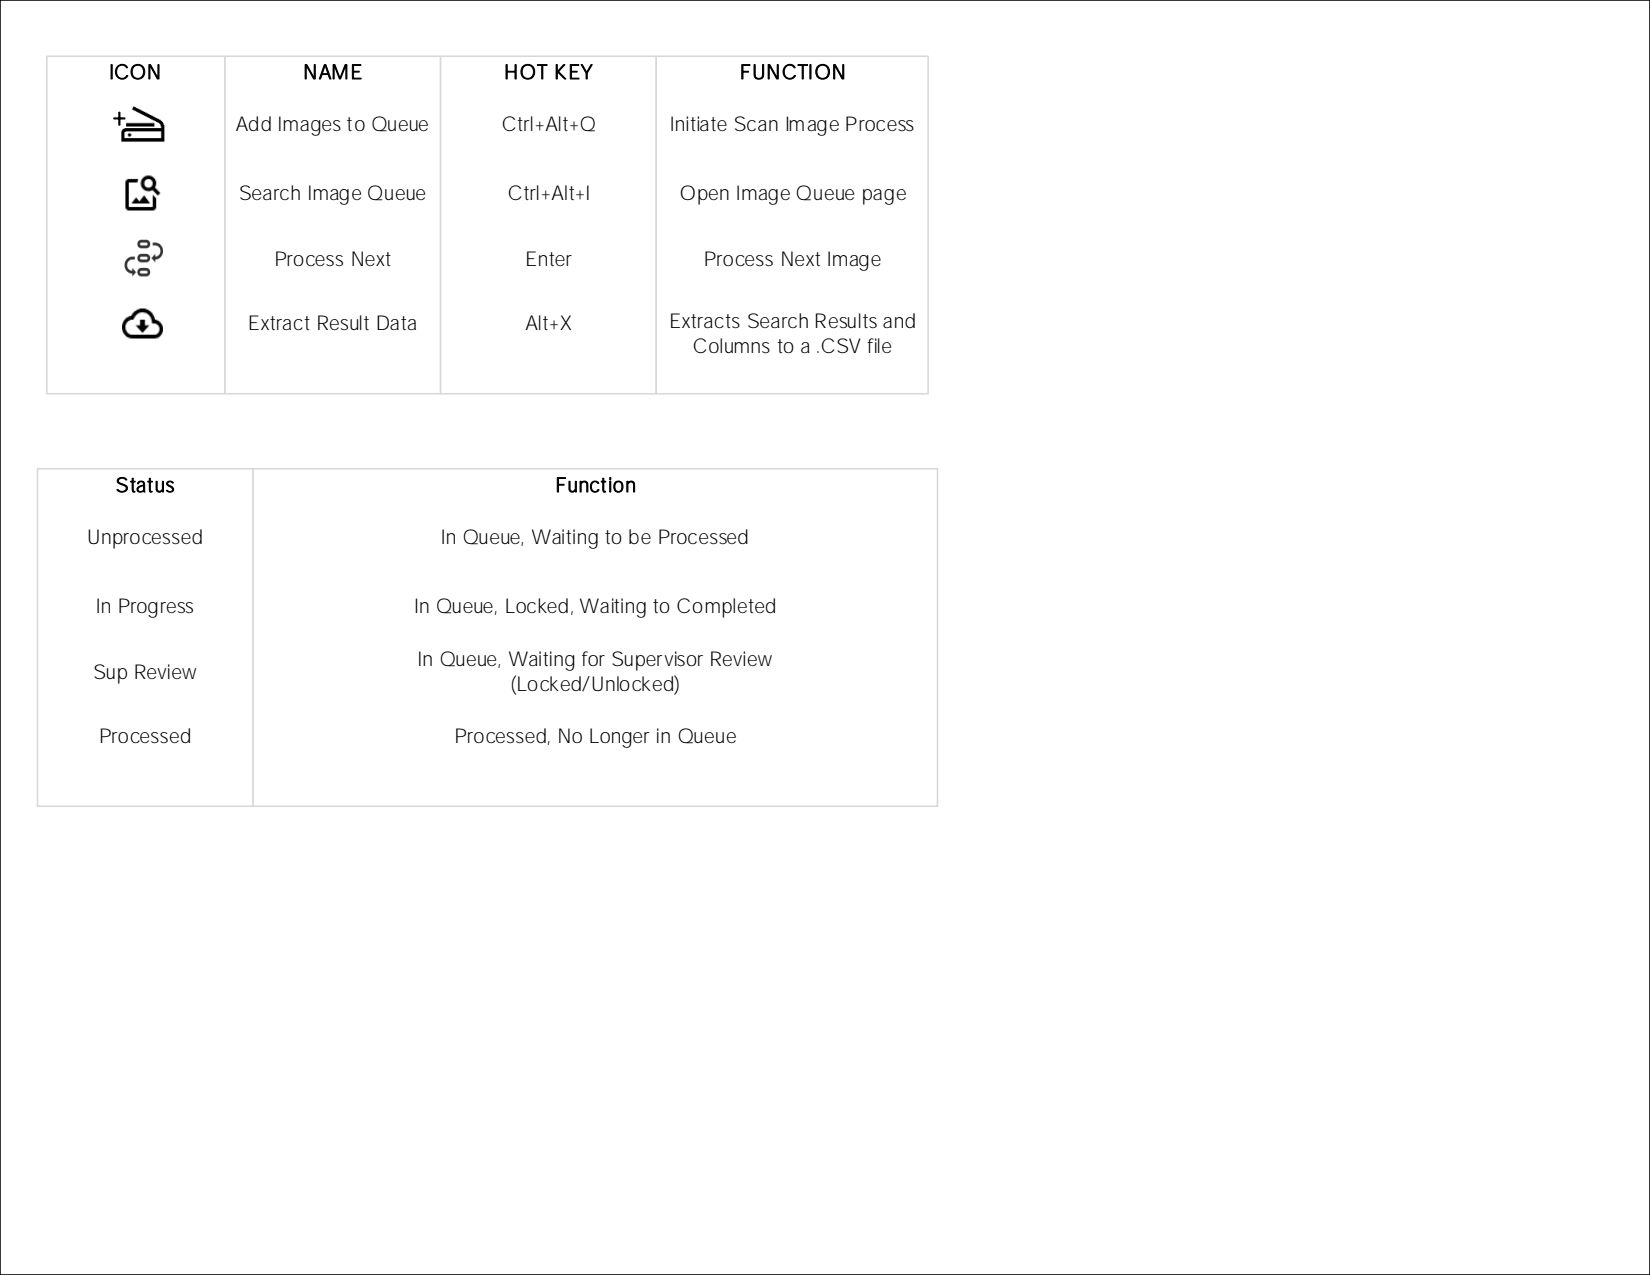 ICON NAME HOT KEY FUNCTION
Add Images to Queue Ctrl+Alt+Q Initiate Scan Image Process
Search Image Queue Ctrl+Alt+I Open Image Queue page
Process Next Enter Process Next Image
Extract Result Data Alt+X Extracts Search Results and
Columns to a .CSV file
Status Function
Unprocessed In Queue, Waiting to be Processed
In Progress In Queue, Locked, Waiting to Completed
Sup Review In Queue, Waiting for Supervisor Review
(Locked/Unlocked)
Processed Processed, No Longer in Queue